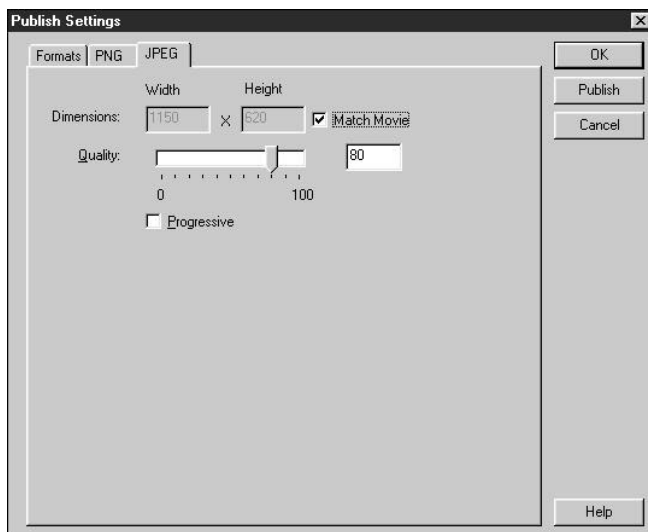 Publish Settings
Formats PNG JPEG
OK
Publish
Cancel
Width Height
Dimensions: 1150 X 620 Match Movie
Quality: 80
0 100
Progressive
Help